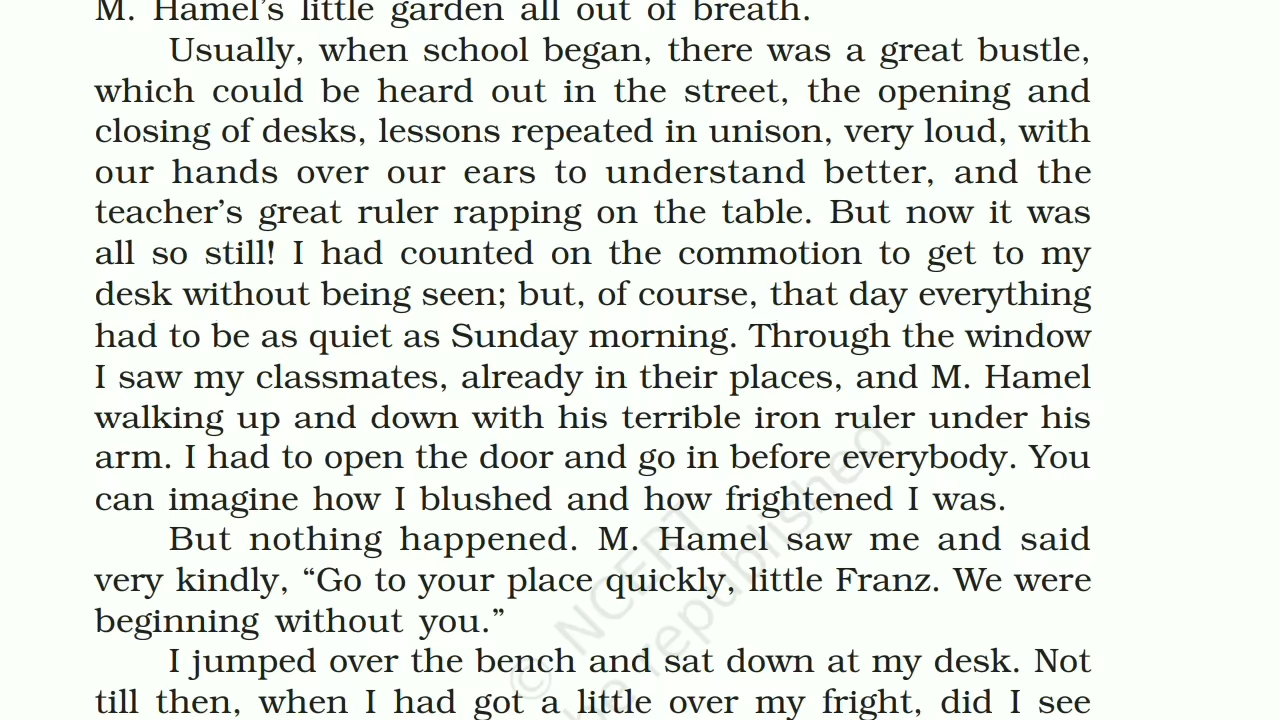 M. Hamel's little garden all out of breath.
Usually, when school began, there was a great bustle,
which could be heard out in the street, the opening and
closing of desks, lessons repeated in unison, very loud, with
our hands over our ears to understand better, and the
teacher's great ruler rapping on the table. But now it was
all so still! I had counted on the commotion to get to my
desk without being seen; but, of course, that day everything
had to be as quiet as Sunday morning. Through the window
I saw my classmates, already in their places, and M. Hamel
walking up and down with his terrible iron ruler under his
arm. I had to open the door and go in before everybody. You
can imagine how I blushed and how frightened I was.
But nothing happened. M. Hamel saw me and said
very kindly, “Go to your place quickly, little Franz. We were
beginning without you.”
I jumped over the bench and sat down at my desk. Not
till then, when I had got a little over my fright, did I see
© NCERT
he republished